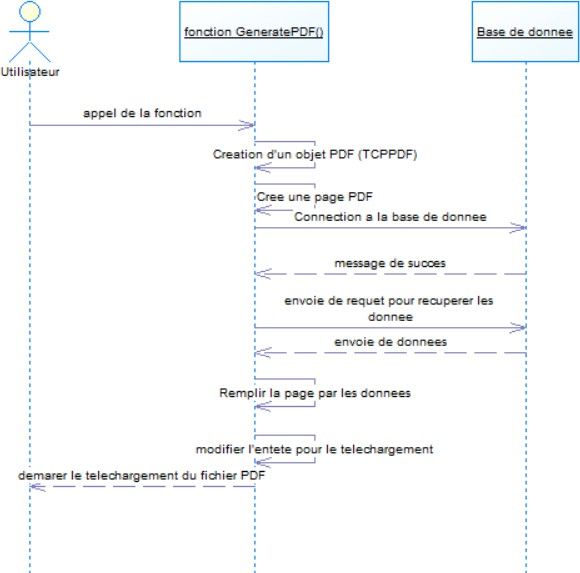 fonction GeneratePDF()
Base de donnee
Utilisateur
appel de la fonction
Creation d'un objet PDF (TCPPDF)
Cree une page PDF
Connection a la base de donnee
message de succes
envoie de requet pour recuperer les
donnee
envoie de donnees
Remplir la page par les donnees
modifier l'entete pour le telechargement
demarer le telechargement du fichier PDF